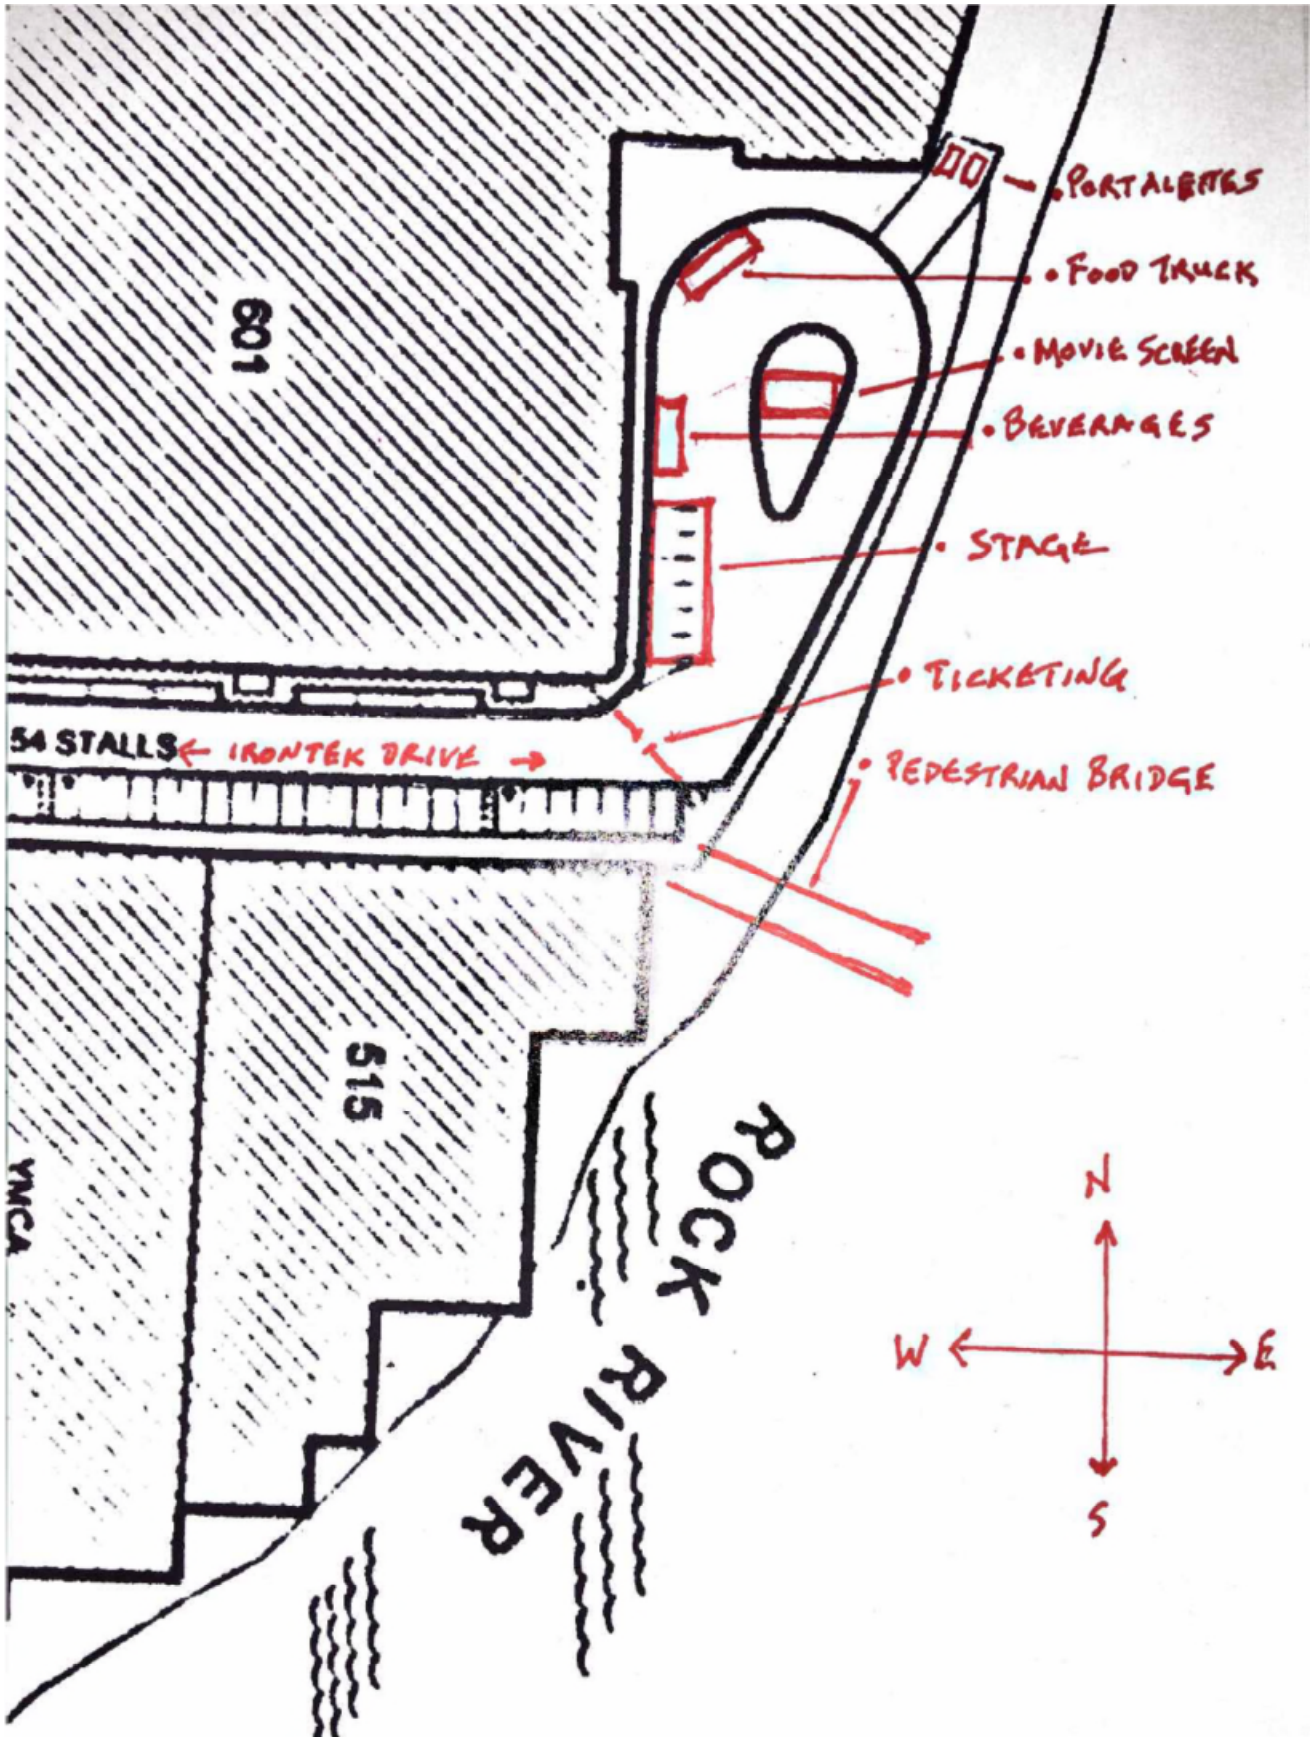 PORTALETTES
FOOD TRUCK
601
MOVIE SCREEN
BEVERAGES
STAGE
TICKETING
54 STALLS
IRONTEK DRIVE
PEDESTRIAN BRIDGE
515
YMCA
ROCK RIVER
N
W
E
S